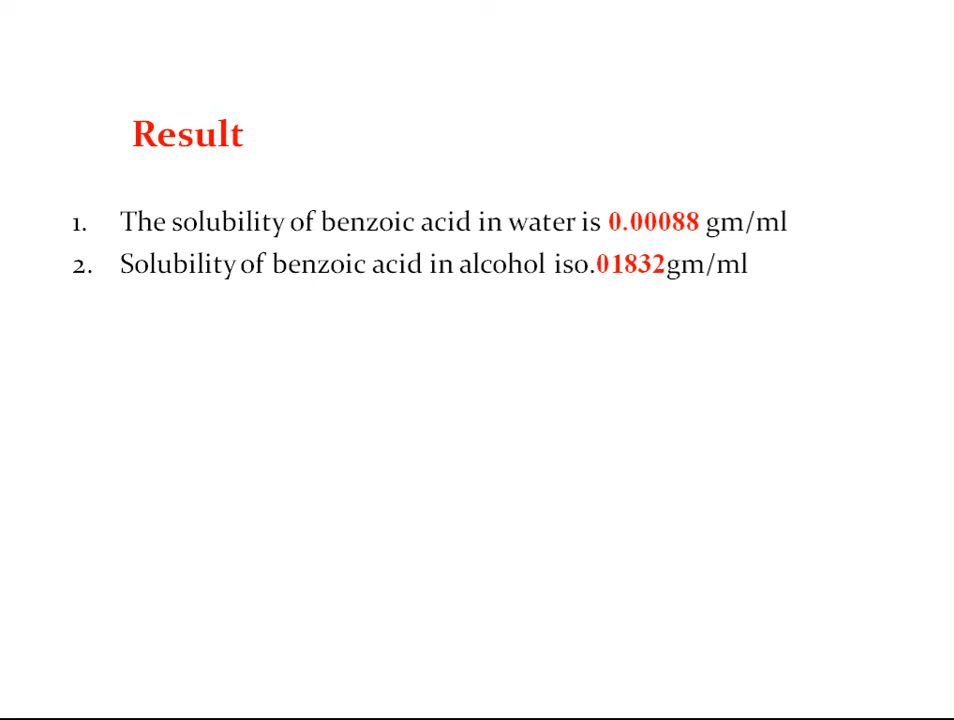 Result
1. The solubility of benzoic acid in water is 0.00088 gm/ml
2. Solubility of benzoic acid in alcohol iso.01832gm/ml